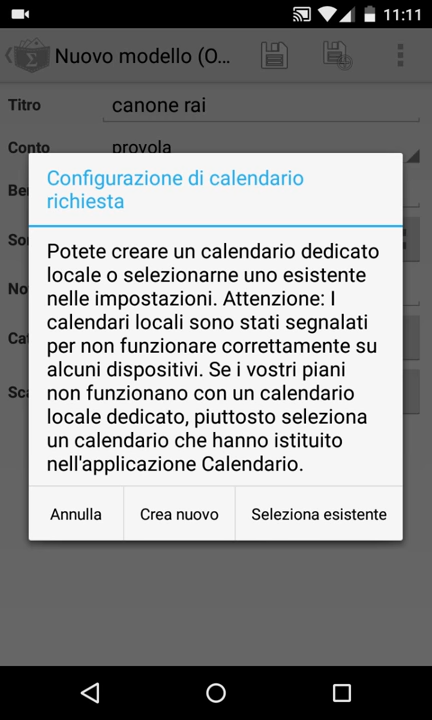 11:11
Nuovo modello (O...
Titro
canone rai
Conto
provola
Configurazione di calendario
richiesta
Potete creare un calendario dedicato
locale o selezionarne uno esistente
nelle impostazioni. Attenzione: I
calendari locali sono stati segnalati
per non funzionare correttamente su
alcuni dispositivi. Se i vostri piani
non funzionano con un calendario
locale dedicato, piuttosto seleziona
un calendario che hanno istituito
nell'applicazione Calendario.
Annulla
Crea nuovo
Seleziona esistente